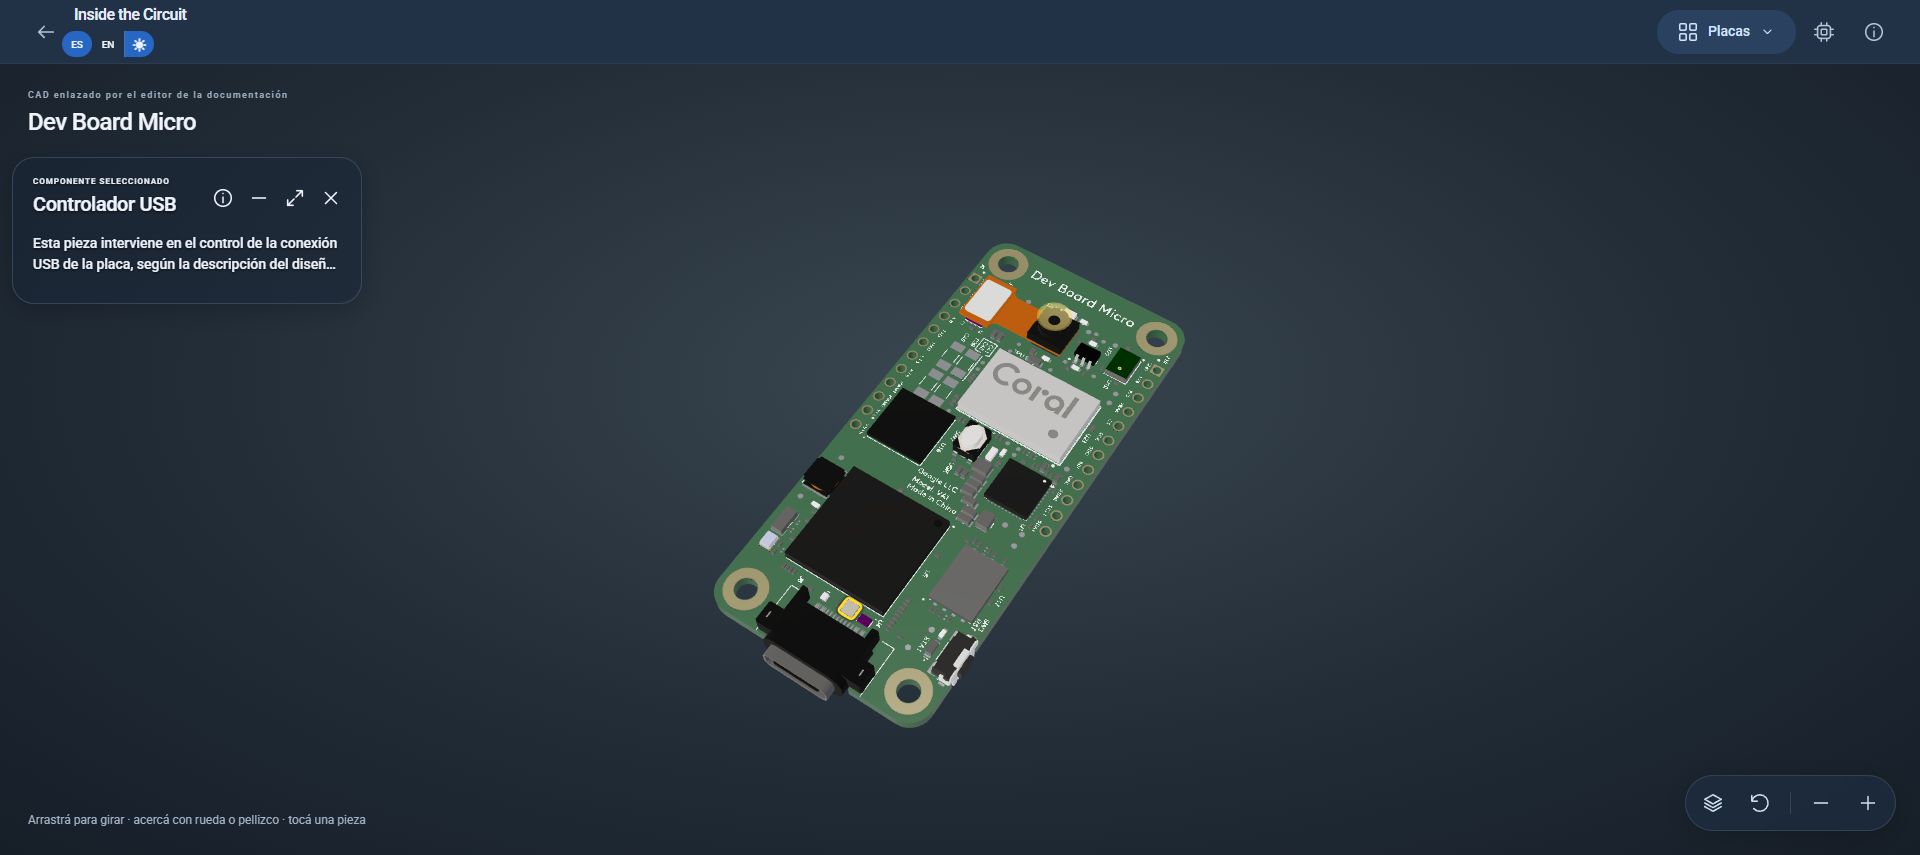 Inside the Circuit
ES EN
Placas
CAD enlazado por el editor de la documentación
Dev Board Micro
COMPONENTE SELECCIONADO
Controlador USB
Esta pieza interviene en el control de la conexión
USB de la placa, según la descripción del diseñ...
Dev Board Micro
Coral
Google LLC
Model: VA1
Made in China
Arrastrá para girar · acercá con rueda o pellizco · tocá una pieza